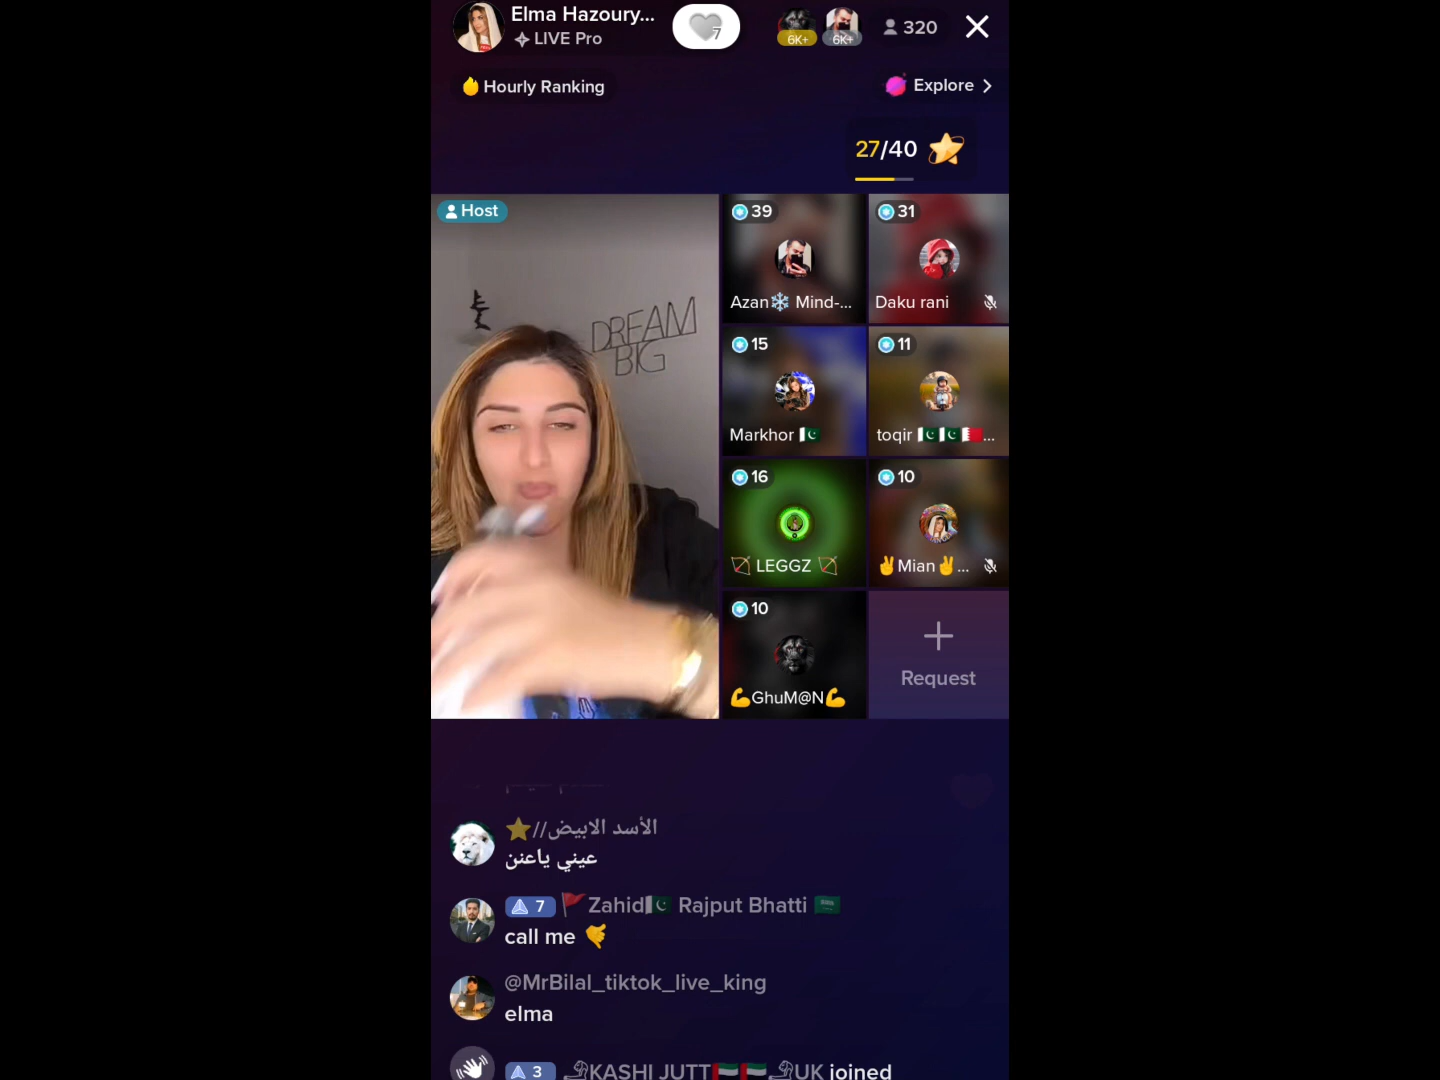 Elma Hazoury...
LIVE Pro
7
6K+
6K+
320
Hourly Ranking
Explore
27/40
Host
DREAM
BIG
39
Azan❄️ Mind-...
31
Daku rani
15
Markhor 🇵🇰
11
toqir 🇵🇰🇵🇰🇧🇭...
16
🏹 LEGGZ 🏹
10
✌️Mian✌️...
10
💪GhuM@N💪
Request
⭐//الأسد الابيض
عيني ياعنن
7 🚩Zahid🇵🇰 Rajput Bhatti 🇸🇦
call me 🤙
@MrBilal_tiktok_live_king
elma
3 KASHI JUTT🇦🇪🇦🇪UK joined